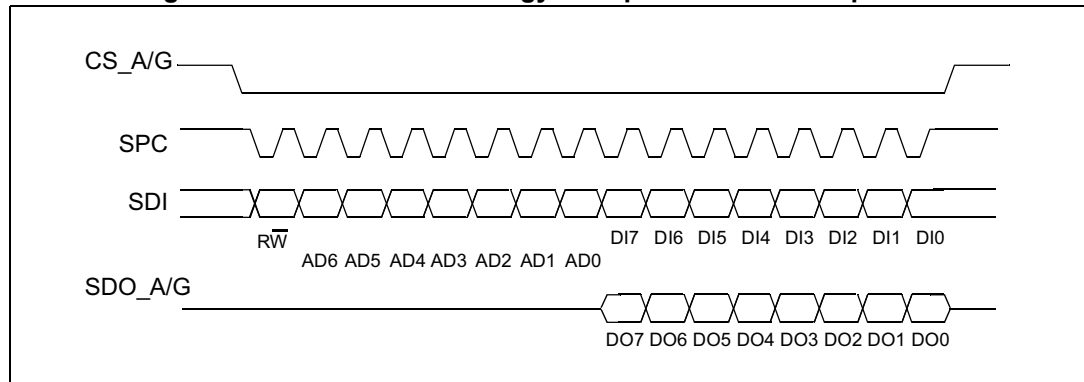 CS_A/G
SPC
SDI
RW DI7 DI6 DI5 DI4 DI3 DI2 DI1 DI0
AD6 AD5 AD4 AD3 AD2 AD1 AD0
SDO_A/G
DO7 DO6 DO5 DO4 DO3 DO2 DO1 DO0